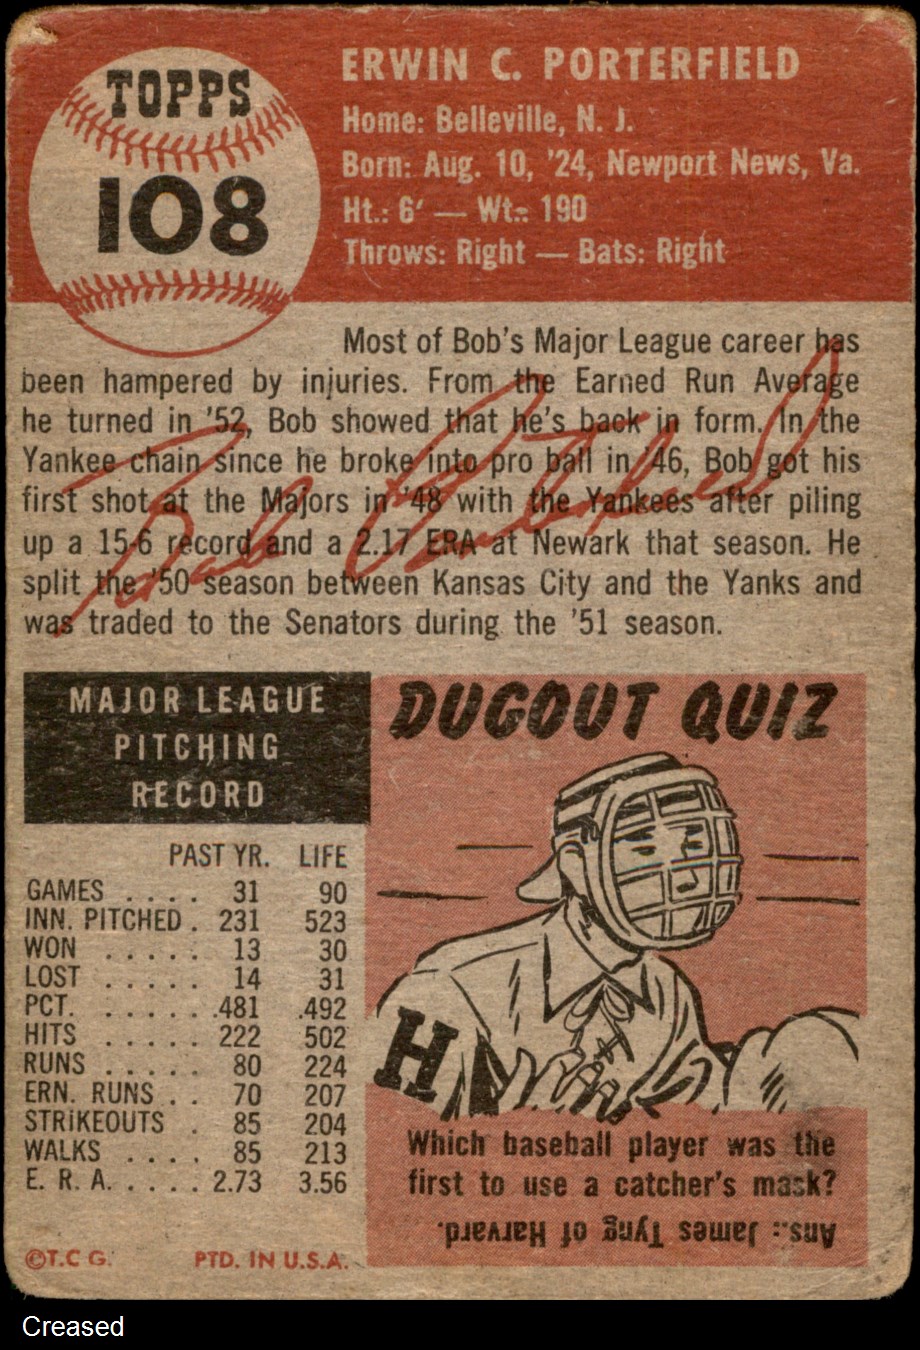 TOPPS
108
ERWIN C. PORTERFIELD
Home: Belleville, N. J.
Born: Aug. 10, '24, Newport News, Va.
Ht.: 6' — Wt.: 190
Throws: Right — Bats: Right
Most of Bob's Major League career has
been hampered by injuries. From the Earned Run Average
he turned in '52, Bob showed that he's back in form. In the
Yankee chain since he broke into pro ball in '46, Bob got his
first shot at the Majors in '48 with the Yankees after piling
up a 15-6 record and a 2.17 ERA at Newark that season. He
split the '50 season between Kansas City and the Yanks and
was traded to the Senators during the '51 season.
Bob Porterfield
MAJOR LEAGUE
PITCHING
RECORD
PAST YR. LIFE
GAMES . . . . 31 90
INN. PITCHED . 231 523
WON . . . . . 13 30
LOST . . . . . 14 31
PCT. . . . . . .481 .492
HITS . . . . . 222 502
RUNS . . . . . 80 224
ERN. RUNS . . 70 207
STRIKEOUTS . 85 204
WALKS . . . . 85 213
E. R. A. . . . . 2.73 3.56
DUGOUT QUIZ
H
Which baseball player was the
first to use a catcher's mask?
Ans.: James Tyng of Harvard.
©T.C G. PTD. IN U.S.A.
Creased